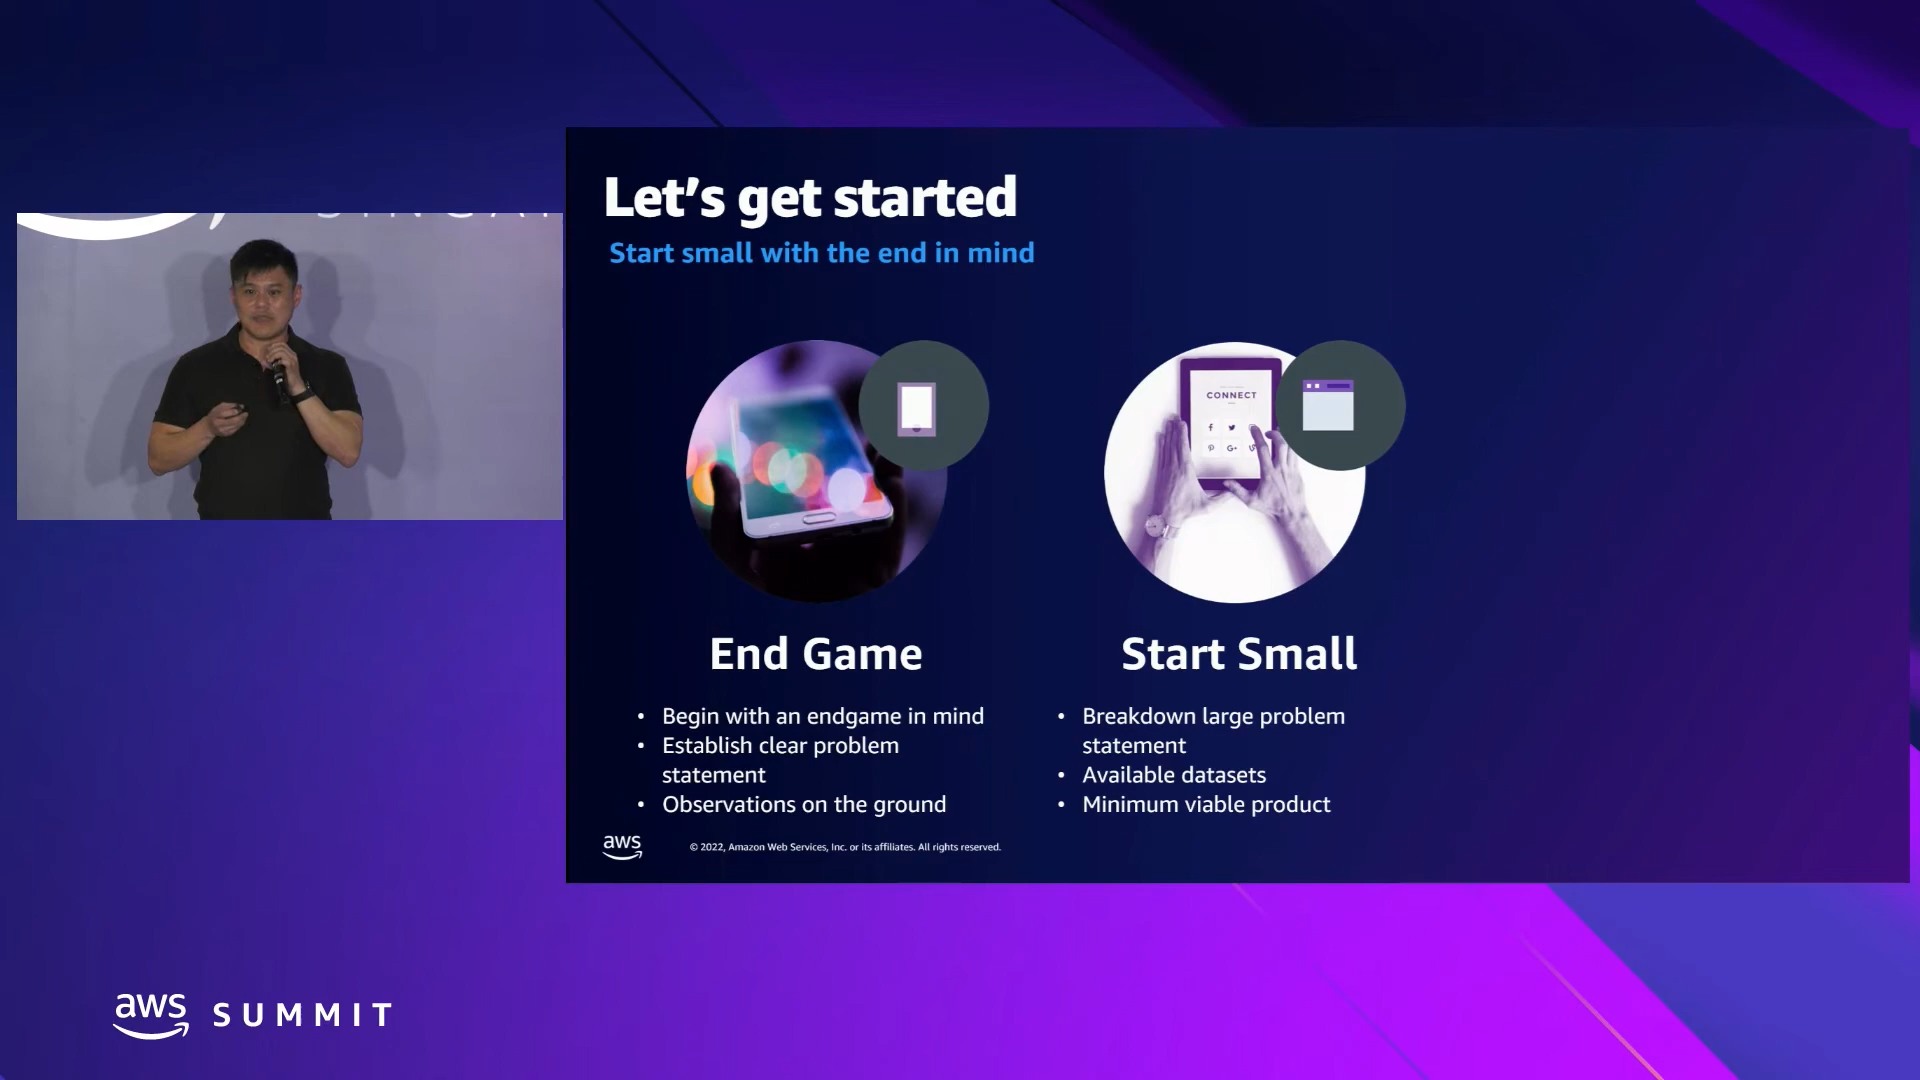 Let's get started
Start small with the end in mind
CONNECT
End Game
Start Small
• Begin with an endgame in mind
• Establish clear problem
statement
• Observations on the ground
• Breakdown large problem
statement
• Available datasets
• Minimum viable product
aws
© 2022, Amazon Web Services, Inc. or its affiliates. All rights reserved.
aws SUMMIT